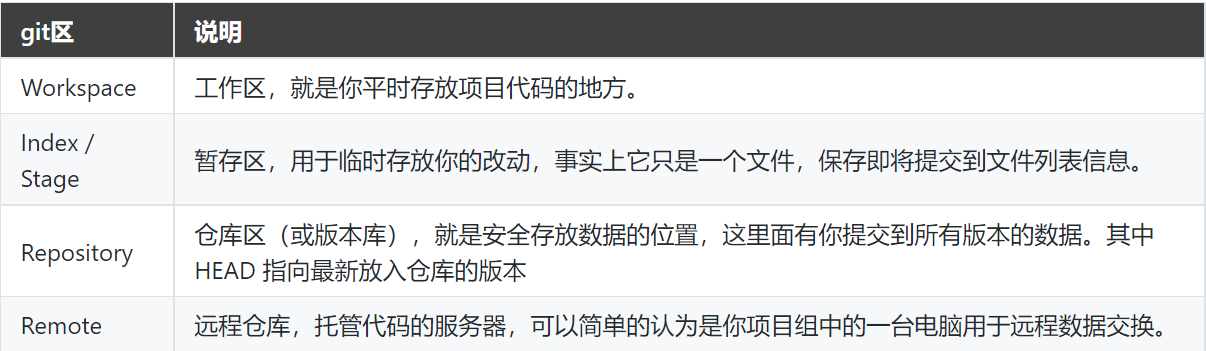 git区 说明
Workspace 工作区，就是你平时存放项目代码的地方。
Index /
Stage
暂存区，用于临时存放你的改动，事实上它只是一个文件，保存即将提交到文件列表信息。
Repository
仓库区（或版本库），就是安全存放数据的位置，这里面有你提交到所有版本的数据。其中
HEAD 指向最新放入仓库的版本
Remote 远程仓库，托管代码的服务器，可以简单的认为是你项目组中的一台电脑用于远程数据交换。